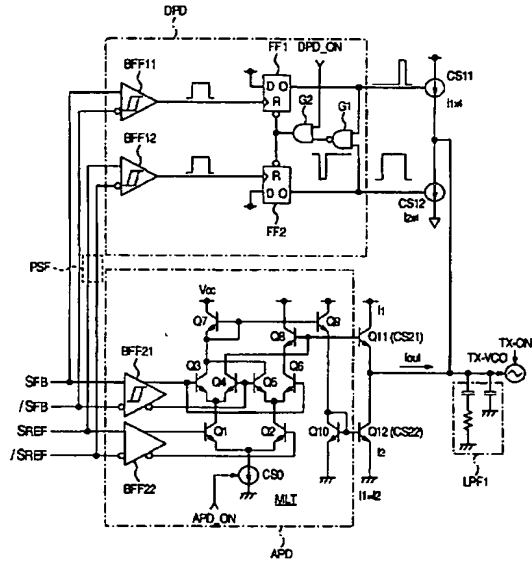 DPD
BFF11
FF1
DPD_ON
D Q
R
G2
G1
CS11
I1x4
BFF12
R
D Q
FF2
CS12
I2x4
PSF
Vcc
Q7
Q8
Q9
I1
Q11 (CS21)
BFF21
Q3
Q4
Q5
Q6
Iout
TX-ON
TX-VCO
SFB
/SFB
SREF
/SREF
Q1
Q2
Q10
Q12 (CS22)
I2
BFF22
CS0
MLT
I1=I2
LPF1
APD_ON
APD